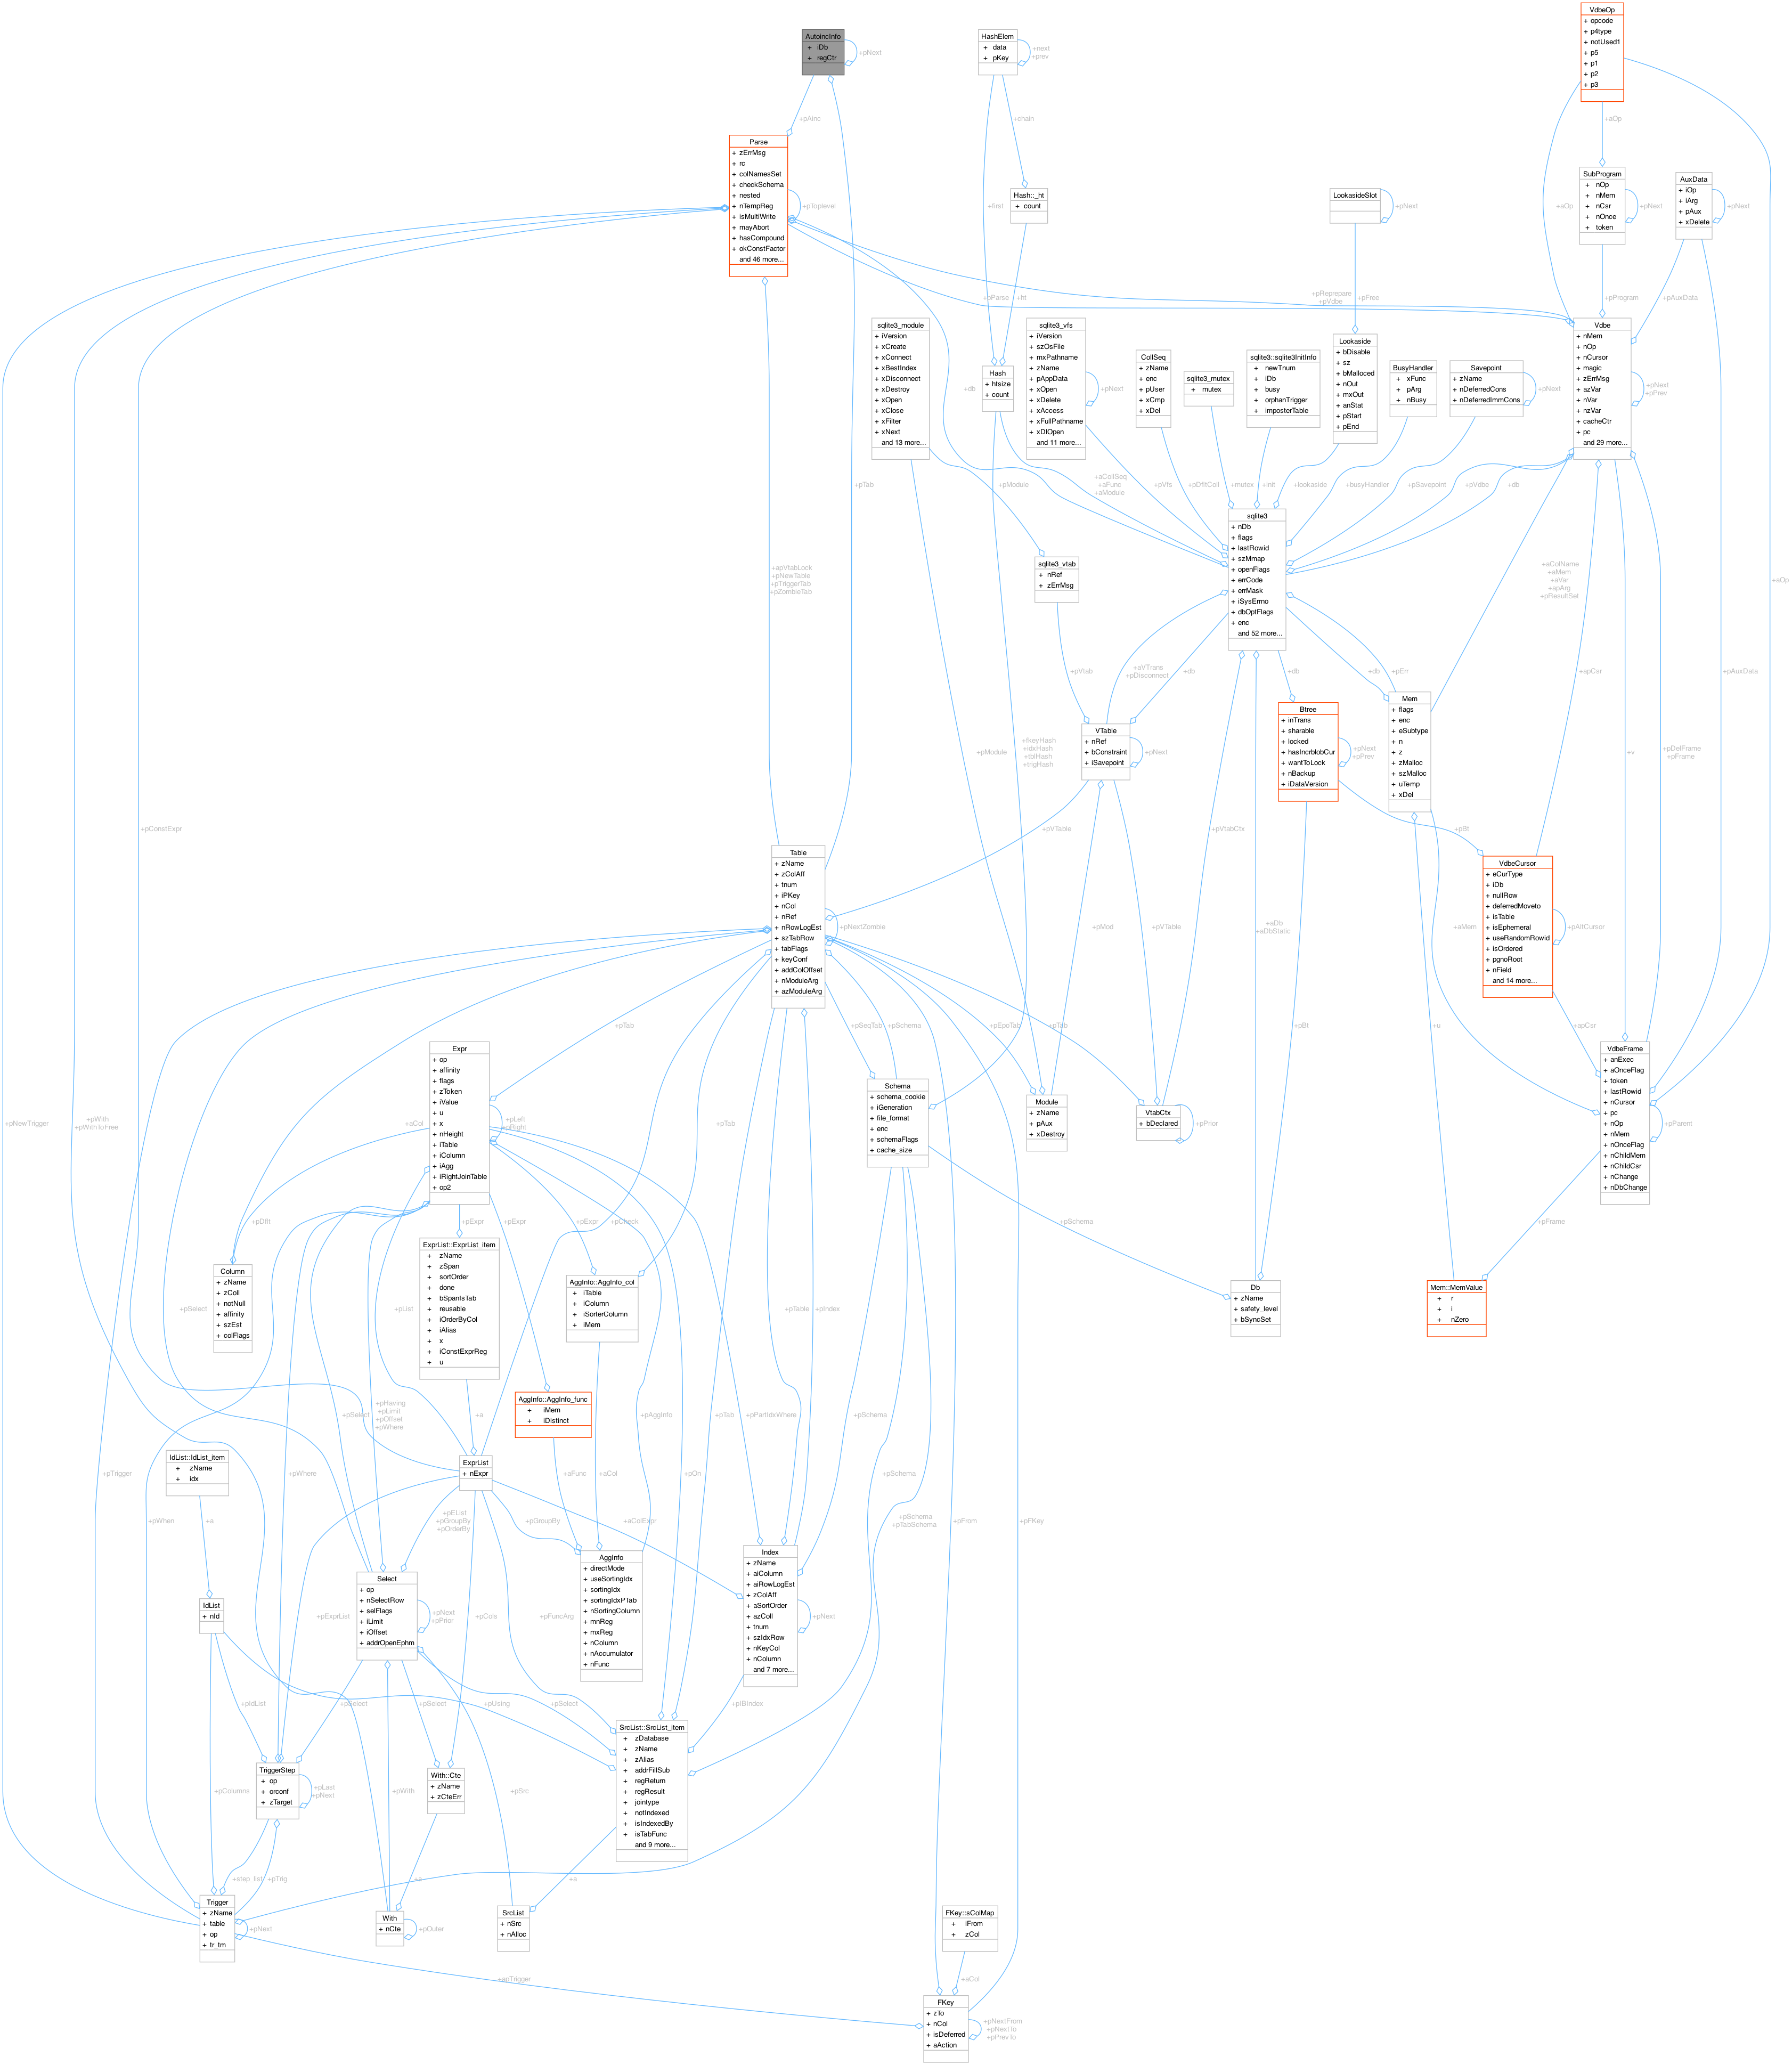 VdbeOp
+ opcode
+ p4type
+ notUsed1
+ p5
+ p1
+ p2
+ p3
AutoincInfo
+ iDb
+ regCtr
+pNext
HashElem
+ data
+ pKey
+next
+prev
+pAinc
+chain
+aOp
Parse
+ zErrMsg
+ rc
+ colNamesSet
+ checkSchema
+ nested
+ nTempReg
+ isMultiWrite
+ mayAbort
+ hasCompound
+ okConstFactor
and 46 more...
+pToplevel
Hash::_ht
+ count
+first
LookasideSlot
+pNext
SubProgram
+ nOp
+ nMem
+ nCsr
+ nOnce
+ token
+pNext
AuxData
+ iOp
+ iArg
+ pAux
+ xDelete
+pNext
+aOp
+pParse
+ht
+pFree
+pReprepare
+pVdbe
+pProgram
+pAuxData
sqlite3_module
+ iVersion
+ xCreate
+ xConnect
+ xBestIndex
+ xDisconnect
+ xDestroy
+ xOpen
+ xClose
+ xFilter
+ xNext
and 13 more...
Hash
+ htsize
+ count
+db
sqlite3_vfs
+ iVersion
+ szOsFile
+ mxPathname
+ zName
+ pAppData
+ xOpen
+ xDelete
+ xAccess
+ xFullPathname
+ xDlOpen
and 11 more...
+pNext
CollSeq
+ zName
+ enc
+ pUser
+ xCmp
+ xDel
sqlite3_mutex
+ mutex
sqlite3::sqlite3InitInfo
+ newTnum
+ iDb
+ busy
+ orphanTrigger
+ imposterTable
Lookaside
+ bDisable
+ sz
+ bMalloced
+ nOut
+ mxOut
+ anStat
+ pStart
+ pEnd
BusyHandler
+ xFunc
+ pArg
+ nBusy
Savepoint
+ zName
+ nDeferredCons
+ nDeferredImmCons
+pNext
Vdbe
+ nMem
+ nOp
+ nCursor
+ magic
+ zErrMsg
+ azVar
+ nVar
+ nzVar
+ cacheCtr
+ pc
and 29 more...
+pNext
+pPrev
+pTab
+pModule
+aCollSeq
+aFunc
+aModule
+pVfs
+pDfltColl
+mutex
+init
+lookaside
+busyHandler
+pSavepoint
+pVdbe
+db
sqlite3
+ nDb
+ flags
+ lastRowid
+ szMmap
+ openFlags
+ errCode
+ errMask
+ iSysErrno
+ dbOptFlags
+ enc
and 52 more...
sqlite3_vtab
+ nRef
+ zErrMsg
+apVtabLock
+pNewTable
+pTriggerTab
+pZombieTab
+aColName
+aMem
+aVar
+apArg
+pResultSet
+aOp
+pVtab
+aVTrans
+pDisconnect
+db
+db
+db
+pErr
+apCsr
+pAuxData
Btree
+ inTrans
+ sharable
+ locked
+ hasIncrblobCur
+ wantToLock
+ nBackup
+ iDataVersion
+pNext
+pPrev
Mem
+ flags
+ enc
+ eSubtype
+ n
+ z
+ zMalloc
+ szMalloc
+ uTemp
+ xDel
VTable
+ nRef
+ bConstraint
+ iSavepoint
+pNext
+pModule
+fkeyHash
+idxHash
+tblHash
+trigHash
+v
+pDelFrame
+pFrame
+pConstExpr
+pVTable
+pVtabCtx
+pBt
Table
+ zName
+ zColAff
+ tnum
+ iPKey
+ nCol
+ nRef
+ nRowLogEst
+ szTabRow
+ tabFlags
+ keyConf
+ addColOffset
+ nModuleArg
+ azModuleArg
+pNextZombie
VdbeCursor
+ eCurType
+ iDb
+ nullRow
+ deferredMoveto
+ isTable
+ isEphemeral
+ useRandomRowid
+ isOrdered
+ pgnoRoot
+ nField
and 14 more...
+pAltCursor
+pMod
+pVTable
+aDb
+aDbStatic
+aMem
+pTab
+pSeqTab
+pSchema
+pEpoTab
+pTab
+pBt
+u
+apCsr
Expr
+ op
+ affinity
+ flags
+ zToken
+ iValue
+ u
+ x
+ nHeight
+ iTable
+ iColumn
+ iAgg
+ iRightJoinTable
+ op2
+pLeft
+pRight
VdbeFrame
+ anExec
+ aOnceFlag
+ token
+ lastRowid
+ nCursor
+ pc
+ nOp
+ nMem
+ nOnceFlag
+ nChildMem
+ nChildCsr
+ nChange
+ nDbChange
+pParent
Schema
+ schema_cookie
+ iGeneration
+ file_format
+ enc
+ schemaFlags
+ cache_size
Module
+ zName
+ pAux
+ xDestroy
VtabCtx
+ bDeclared
+pPrior
+pNewTrigger
+pWith
+pWithToFree
+aCol
+pTab
+pDflt
+pExpr
+pExpr
+pExpr
+pCheck
+pSchema
+pFrame
ExprList::ExprList_item
+ zName
+ zSpan
+ sortOrder
+ done
+ bSpanIsTab
+ reusable
+ iOrderByCol
+ iAlias
+ x
+ iConstExprReg
+ u
Column
+ zName
+ zColl
+ notNull
+ affinity
+ szEst
+ colFlags
AggInfo::AggInfo_col
+ iTable
+ iColumn
+ iSorterColumn
+ iMem
Db
+ zName
+ safety_level
+ bSyncSet
Mem::MemValue
+ r
+ i
+ nZero
+pSelect
+pList
+pTable
+pIndex
AggInfo::AggInfo_func
+ iMem
+ iDistinct
+pSelect
+pHaving
+pLimit
+pOffset
+pWhere
+a
+pAggInfo
+pTab
+pPartIdxWhere
+pSchema
IdList::IdList_item
+ zName
+ idx
ExprList
+ nExpr
+pTrigger
+pWhere
+aFunc
+aCol
+pOn
+pSchema
+a
+pWhen
+pEList
+pGroupBy
+pOrderBy
+pGroupBy
+aColExpr
+pSchema
+pTabSchema
+pFrom
+pFKey
AggInfo
+ directMode
+ useSortingIdx
+ sortingIdx
+ sortingIdxPTab
+ nSortingColumn
+ mnReg
+ mxReg
+ nColumn
+ nAccumulator
+ nFunc
Index
+ zName
+ aiColumn
+ aiRowLogEst
+ zColAff
+ aSortOrder
+ azColl
+ tnum
+ szIdxRow
+ nKeyCol
+ nColumn
and 7 more...
+pNext
Select
+ op
+ nSelectRow
+ selFlags
+ iLimit
+ iOffset
+ addrOpenEphm
+pNext
+pPrior
IdList
+ nId
+pExprList
+pCols
+pFuncArg
+pIdList
+pSelect
+pSelect
+pUsing
+pSelect
+pIBIndex
SrcList::SrcList_item
+ zDatabase
+ zName
+ zAlias
+ addrFillSub
+ regReturn
+ regResult
+ jointype
+ notIndexed
+ isIndexedBy
+ isTabFunc
and 9 more...
TriggerStep
+ op
+ orconf
+ zTarget
+pLast
+pNext
With::Cte
+ zName
+ zCteErr
+pColumns
+pWith
+pSrc
+step_list
+pTrig
+a
+a
Trigger
+ zName
+ table
+ op
+ tr_tm
+pNext
With
+ nCte
+pOuter
SrcList
+ nSrc
+ nAlloc
FKey::sColMap
+ iFrom
+ zCol
+apTrigger
+aCol
FKey
+ zTo
+ nCol
+ isDeferred
+ aAction
+pNextFrom
+pNextTo
+pPrevTo